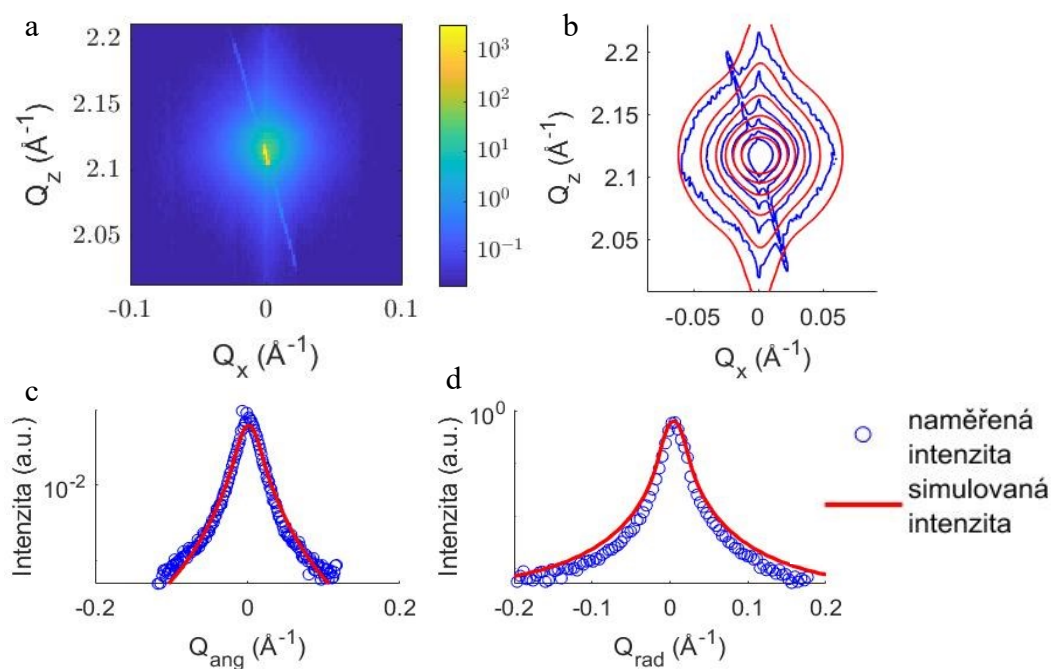 a
2.2
2.15
2.1
2.05
Q_z (Å^-1)
-0.1 0 0.1
Q_x (Å^-1)
10^3
10^2
10^1
10^0
10^-1
b
2.2
2.15
2.1
2.05
Q_z (Å^-1)
-0.05 0 0.05
Q_x (Å^-1)
c
Intenzita (a.u.)
10^-2
-0.2 0 0.2
Q_ang (Å^-1)
d
Intenzita (a.u.)
10^0
-0.2 -0.1 0 0.1 0.2
Q_rad (Å^-1)
naměřená
intenzita
simulovaná
intenzita